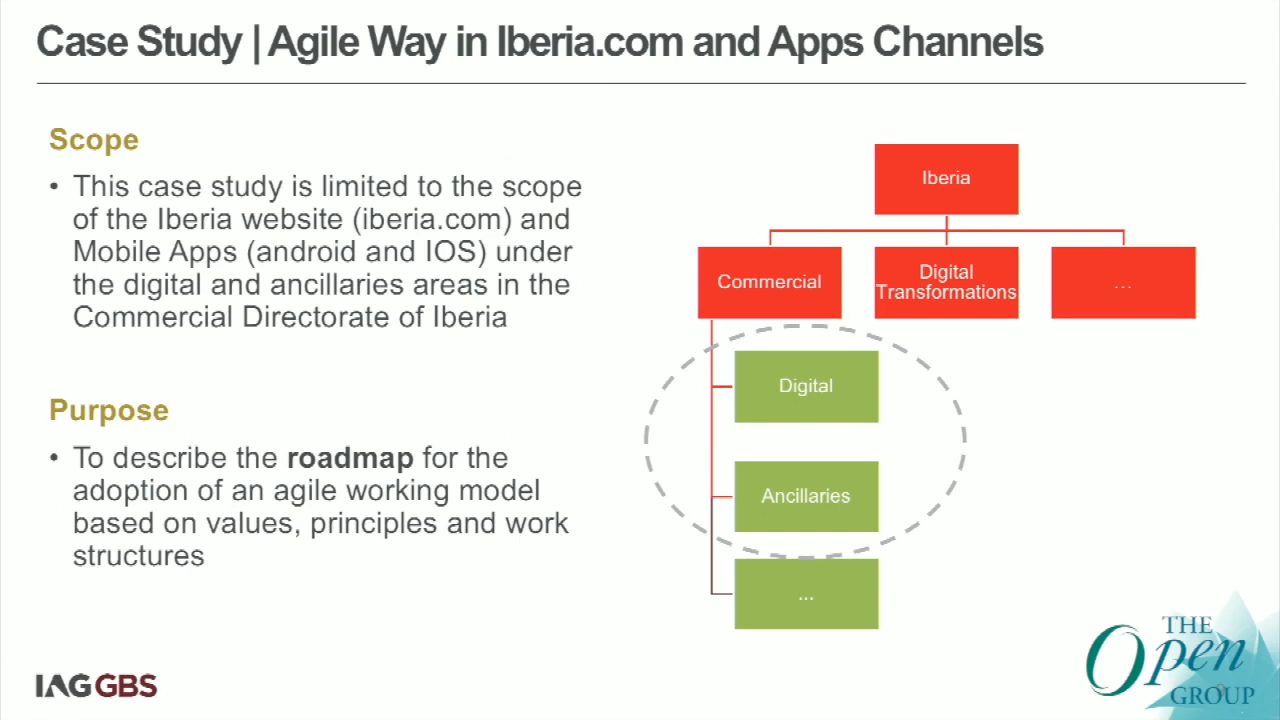 Case Study | Agile Way in Iberia.com and Apps Channels
Scope
• This case study is limited to the scope
of the Iberia website (iberia.com) and
Mobile Apps (android and IOS) under
the digital and ancillaries areas in the
Commercial Directorate of Iberia
Purpose
• To describe the roadmap for the
adoption of an agile working model
based on values, principles and work
structures
Iberia
Commercial
Digital
Transformations
...
Digital
Ancillaries
...
IAG GBS
THE
Open
GROUP